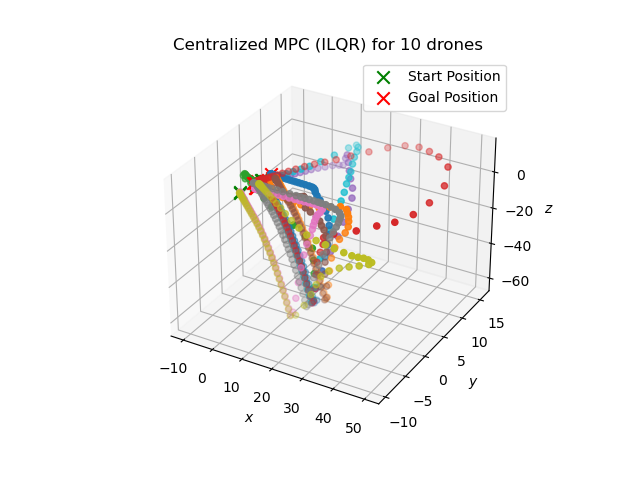 Centralized MPC (ILQR) for 10 drones
Start Position
Goal Position
0
−20
−40
−60
z
15
10
5
0
−5
−10
y
−10
0
10
20
30
40
50
x